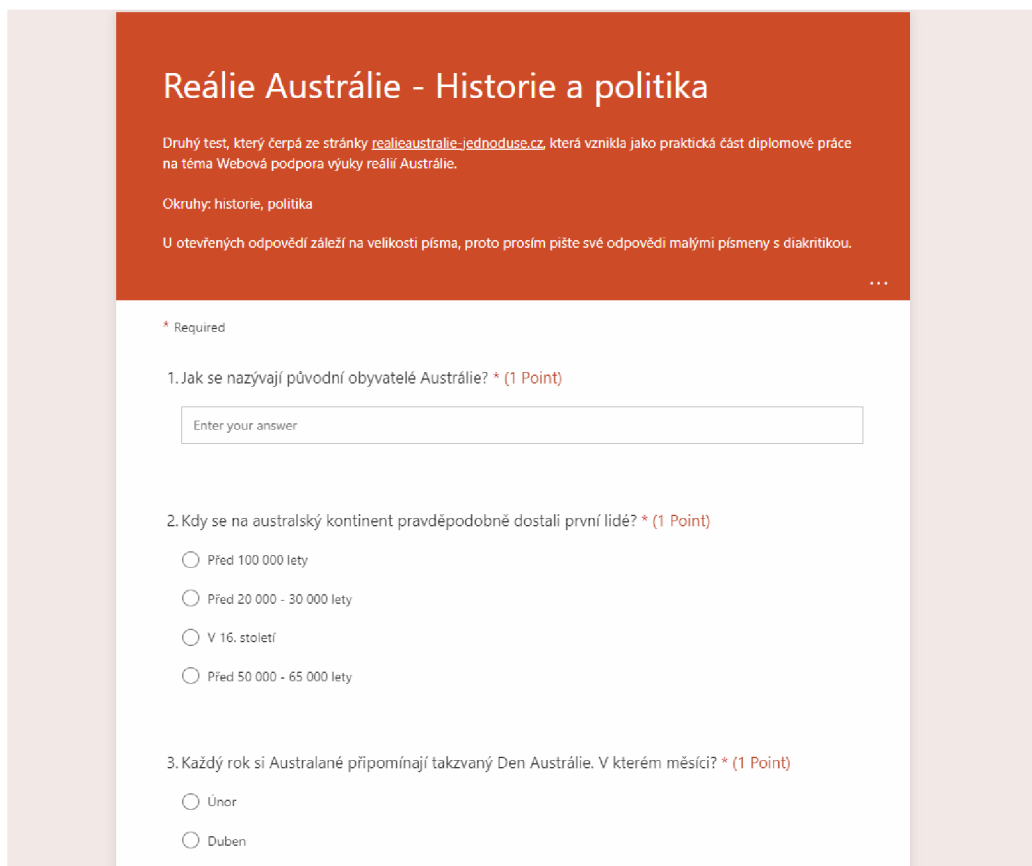 Reálie Austrálie - Historie a politika
Druhý test, který čerpá ze stránky realieaustralie-jednoduse.cz, která vznikla jako praktická část diplomové práce
na téma Webová podpora výuky reálií Austrálie.
Okruhy: historie, politika
U otevřených odpovědí záleží na velikosti písma, proto prosím pište své odpovědi malými písmeny s diakritikou.
...
* Required
1. Jak se nazývají původní obyvatelé Austrálie? * (1 Point)
Enter your answer
2. Kdy se na australský kontinent pravděpodobně dostali první lidé? * (1 Point)
Před 100 000 lety
Před 20 000 - 30 000 lety
V 16. století
Před 50 000 - 65 000 lety
3. Každý rok si Australané připomínají takzvaný Den Austrálie. V kterém měsíci? * (1 Point)
Únor
Duben